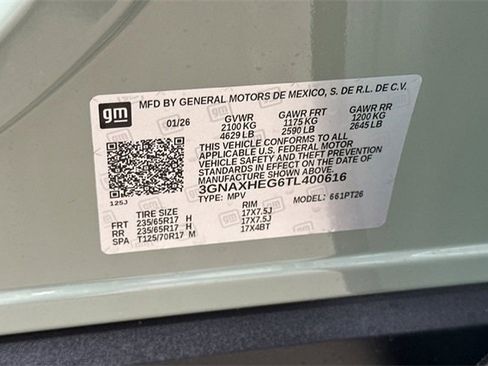 gm
MFD BY GENERAL MOTORS DE MEXICO, S. DE R.L. DE C.V.
01/26 GVWR GAWR FRT GAWR RR
2100 KG 1175 KG 1200 KG
4629 LB 2590 LB 2645 LB
THIS VEHICLE CONFORMS TO ALL
APPLICABLE U.S. FEDERAL MOTOR
VEHICLE SAFETY AND THEFT PREVENTION
STANDARDS IN EFFECT ON THE DATE OF
MANUFACTURE SHOWN ABOVE.
3GNAXHEG6TL400616
125J TYPE: MPV MODEL: 661PT26
TIRE SIZE RIM
FRT 235/65R17 H 17X7.5J
RR 235/65R17 H 17X7.5J
SPA T125/70R17 M 17X4BT